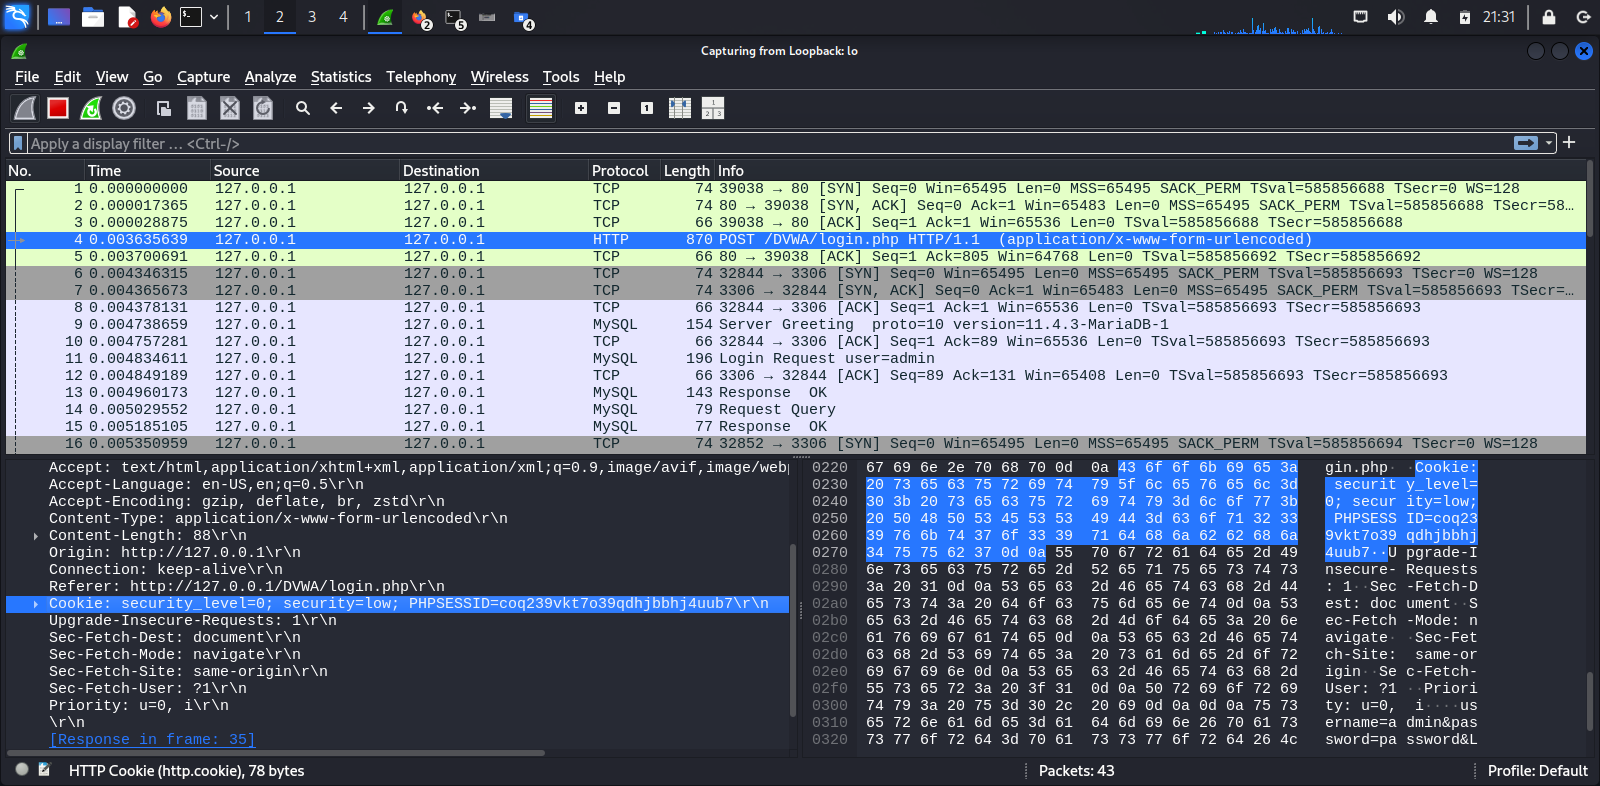 1 2 3 4 2 5 4 21:31
Capturing from Loopback: lo
File Edit View Go Capture Analyze Statistics Telephony Wireless Tools Help
Apply a display filter ... <Ctrl-/>
No. Time Source Destination Protocol Length Info
1 0.000000000 127.0.0.1 127.0.0.1 TCP 74 39038 → 80 [SYN] Seq=0 Win=65495 Len=0 MSS=65495 SACK_PERM TSval=585856688 TSecr=0 WS=128
2 0.000017365 127.0.0.1 127.0.0.1 TCP 74 80 → 39038 [SYN, ACK] Seq=0 Ack=1 Win=65483 Len=0 MSS=65495 SACK_PERM TSval=585856688 TSecr=58...
3 0.000028875 127.0.0.1 127.0.0.1 TCP 66 39038 → 80 [ACK] Seq=1 Ack=1 Win=65536 Len=0 TSval=585856688 TSecr=585856688
4 0.003635639 127.0.0.1 127.0.0.1 HTTP 870 POST /DVWA/login.php HTTP/1.1  (application/x-www-form-urlencoded)
5 0.003700691 127.0.0.1 127.0.0.1 TCP 66 80 → 39038 [ACK] Seq=1 Ack=805 Win=64768 Len=0 TSval=585856692 TSecr=585856692
6 0.004346315 127.0.0.1 127.0.0.1 TCP 74 32844 → 3306 [SYN] Seq=0 Win=65495 Len=0 MSS=65495 SACK_PERM TSval=585856693 TSecr=0 WS=128
7 0.004365673 127.0.0.1 127.0.0.1 TCP 74 3306 → 32844 [SYN, ACK] Seq=0 Ack=1 Win=65483 Len=0 MSS=65495 SACK_PERM TSval=585856693 TSecr=...
8 0.004378131 127.0.0.1 127.0.0.1 TCP 66 32844 → 3306 [ACK] Seq=1 Ack=1 Win=65536 Len=0 TSval=585856693 TSecr=585856693
9 0.004738659 127.0.0.1 127.0.0.1 MySQL 154 Server Greeting  proto=10 version=11.4.3-MariaDB-1
10 0.004757281 127.0.0.1 127.0.0.1 TCP 66 32844 → 3306 [ACK] Seq=1 Ack=89 Win=65536 Len=0 TSval=585856693 TSecr=585856693
11 0.004834611 127.0.0.1 127.0.0.1 MySQL 196 Login Request user=admin
12 0.004849189 127.0.0.1 127.0.0.1 TCP 66 3306 → 32844 [ACK] Seq=89 Ack=131 Win=65408 Len=0 TSval=585856693 TSecr=585856693
13 0.004960173 127.0.0.1 127.0.0.1 MySQL 143 Response  OK
14 0.005029552 127.0.0.1 127.0.0.1 MySQL 79 Request Query
15 0.005185105 127.0.0.1 127.0.0.1 MySQL 77 Response  OK
16 0.005350959 127.0.0.1 127.0.0.1 TCP 74 32852 → 3306 [SYN] Seq=0 Win=65495 Len=0 MSS=65495 SACK_PERM TSval=585856694 TSecr=0 WS=128
Accept: text/html,application/xhtml+xml,application/xml;q=0.9,image/avif,image/webp
Accept-Language: en-US,en;q=0.5\r\n
Accept-Encoding: gzip, deflate, br, zstd\r\n
Content-Type: application/x-www-form-urlencoded\r\n
Content-Length: 88\r\n
Origin: http://127.0.0.1\r\n
Connection: keep-alive\r\n
Referer: http://127.0.0.1/DVWA/login.php\r\n
Cookie: security_level=0; security=low; PHPSESSID=coq239vkt7o39qdhjbbhj4uub7\r\n
Upgrade-Insecure-Requests: 1\r\n
Sec-Fetch-Dest: document\r\n
Sec-Fetch-Mode: navigate\r\n
Sec-Fetch-Site: same-origin\r\n
Sec-Fetch-User: ?1\r\n
Priority: u=0, i\r\n
\r\n
[Response in frame: 35]
0220 67 69 6e 2e 70 68 70 0d 0a 43 6f 6f 6b 69 65 3a gin.php·  ·Cookie:
0230 20 73 65 63 75 72 69 74 79 5f 6c 65 76 65 6c 3d  securit y_level=
0240 30 3b 20 73 65 63 75 72 69 74 79 3d 6c 6f 77 3b 0; secur ity=low;
0250 20 50 48 50 53 45 53 53 49 44 3d 63 6f 71 32 33  PHPSESS ID=coq23
0260 39 76 6b 74 37 6f 33 39 71 64 68 6a 62 62 68 6a 9vkt7o39 qdhjbbhj
0270 34 75 75 62 37 0d 0a 55 70 67 72 61 64 65 2d 49 4uub7··U pgrade-I
0280 6e 73 65 63 75 72 65 2d 52 65 71 75 65 73 74 73 nsecure- Requests
0290 3a 20 31 0d 0a 53 65 63 2d 46 65 74 63 68 2d 44 : 1··Sec -Fetch-D
02a0 65 73 74 3a 20 64 6f 63 75 6d 65 6e 74 0d 0a 53 est: doc ument··S
02b0 65 63 2d 46 65 74 63 68 2d 4d 6f 64 65 3a 20 6e ec-Fetch -Mode: n
02c0 61 76 69 67 61 74 65 0d 0a 53 65 63 2d 46 65 74 avigate· ·Sec-Fet
02d0 63 68 2d 53 69 74 65 3a 20 73 61 6d 65 2d 6f 72 ch-Site:  same-or
02e0 69 67 69 6e 0d 0a 53 65 63 2d 46 65 74 63 68 2d igin··Se c-Fetch-
02f0 55 73 65 72 3a 20 3f 31 0d 0a 50 72 69 6f 72 69 User: ?1 ··Priori
0300 74 79 3a 20 75 3d 30 2c 20 69 0d 0a 0d 0a 75 73 ty: u=0,  i····us
0310 65 72 6e 61 6d 65 3d 61 64 6d 69 6e 26 70 61 73 ername=a dmin&pas
0320 73 77 6f 72 64 3d 70 61 73 73 77 6f 72 64 26 4c sword=pa ssword&L
HTTP Cookie (http.cookie), 78 bytes Packets: 43 Profile: Default